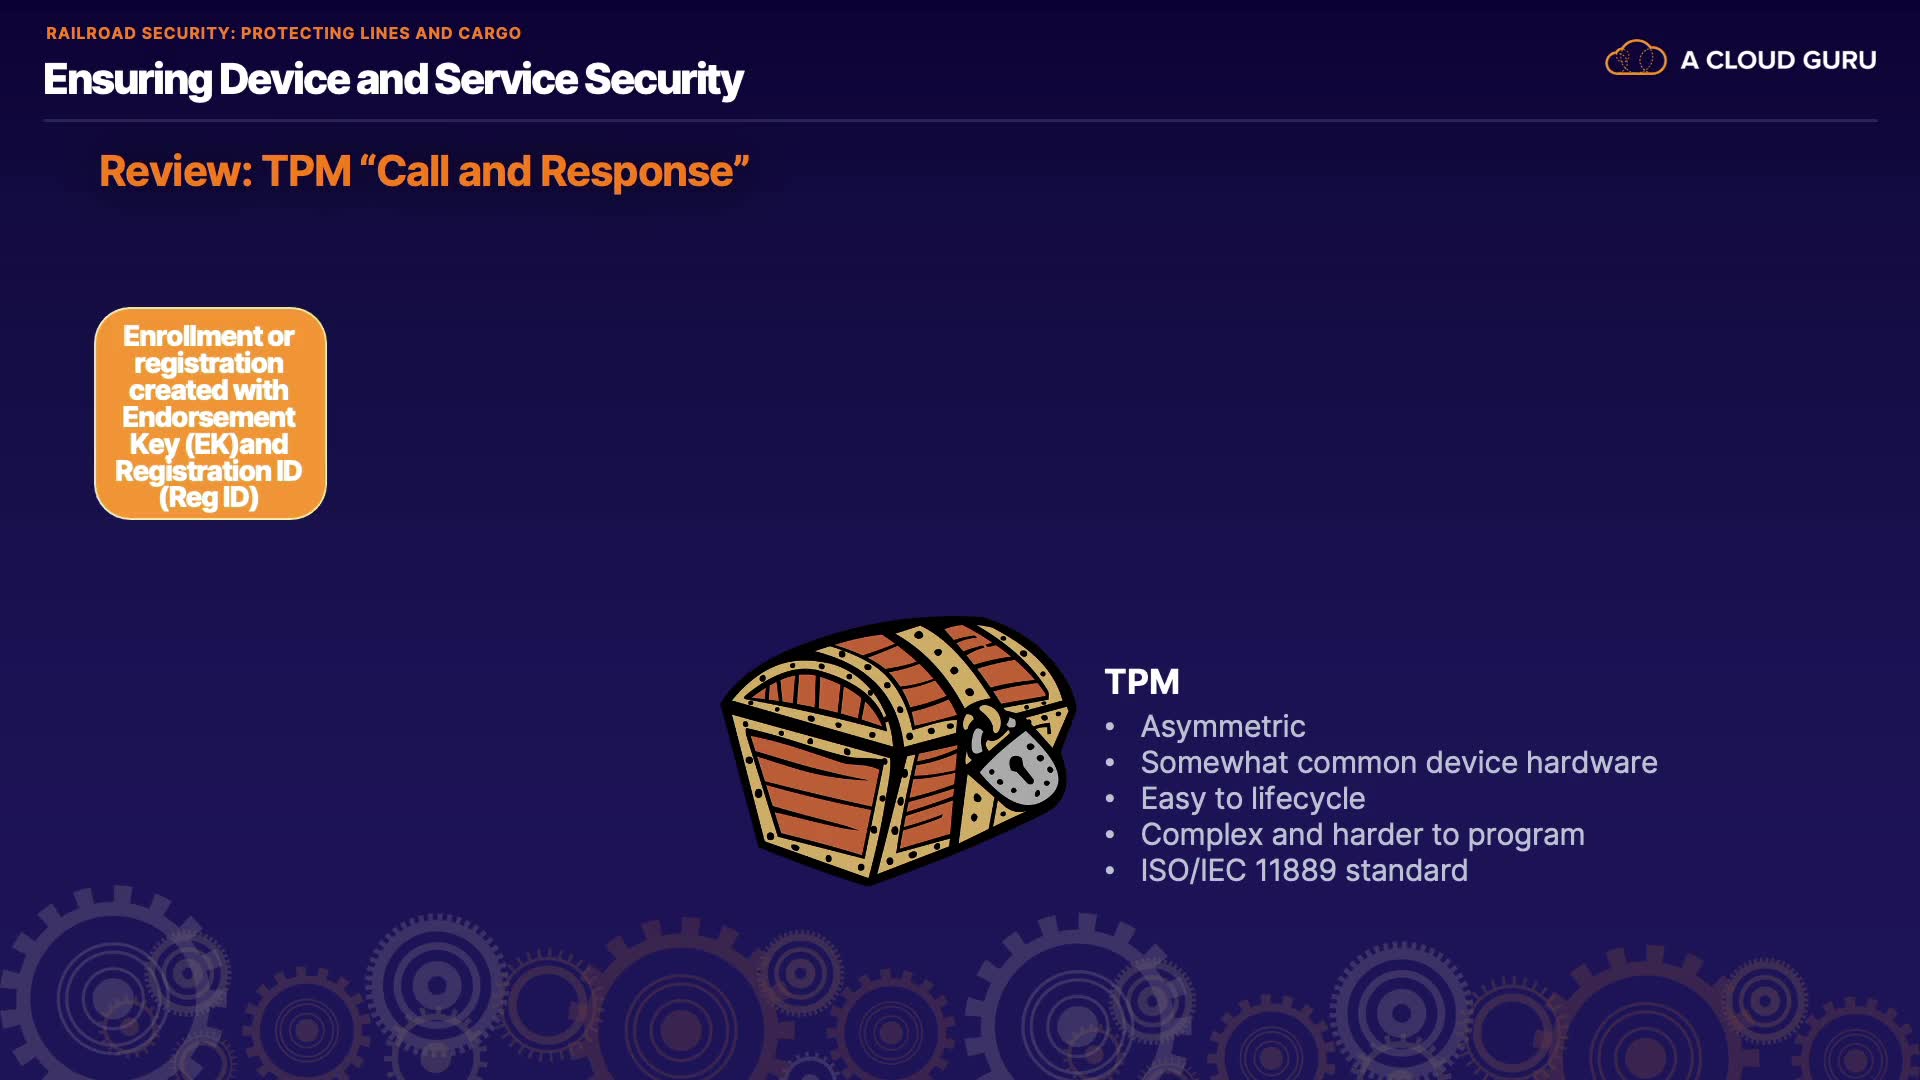 RAILROAD SECURITY: PROTECTING LINES AND CARGO
Ensuring Device and Service Security
A CLOUD GURU
Review: TPM “Call and Response”
Enrollment or
registration
created with
Endorsement
Key (EK)and
Registration ID
(Reg ID)
TPM
• Asymmetric
• Somewhat common device hardware
• Easy to lifecycle
• Complex and harder to program
• ISO/IEC 11889 standard